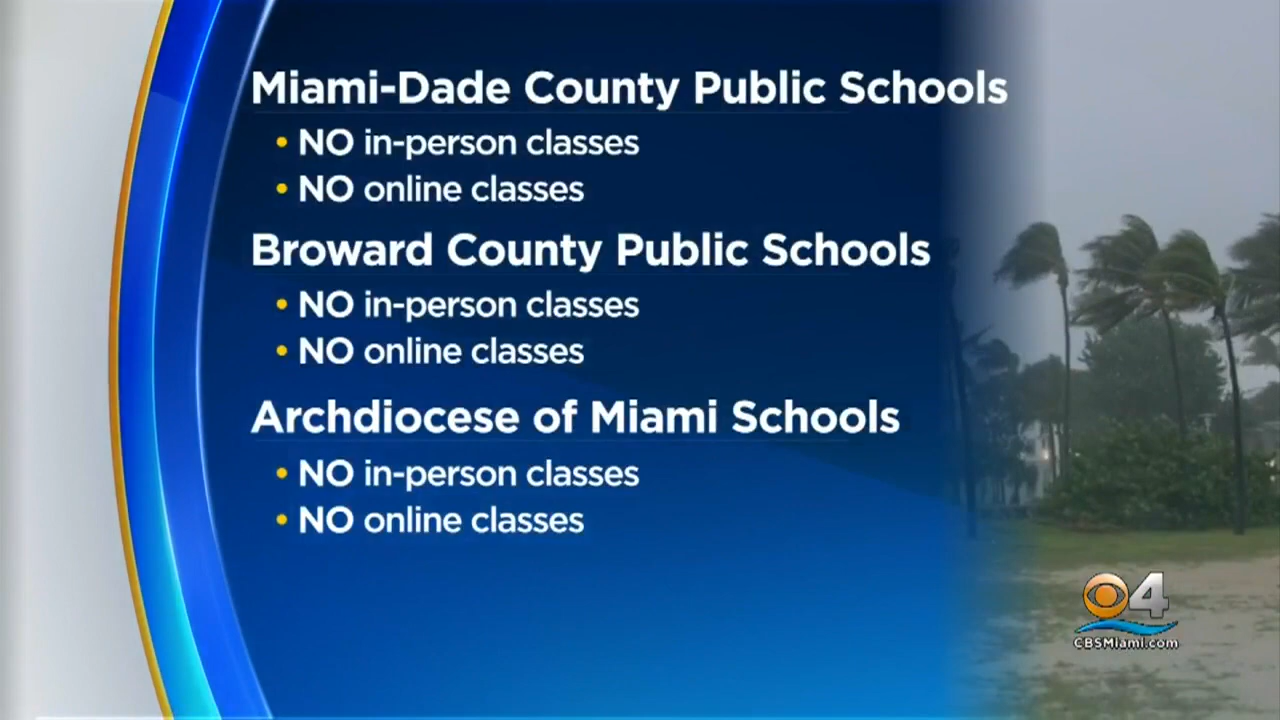 Miami-Dade County Public Schools
• NO in-person classes
• NO online classes
Broward County Public Schools
• NO in-person classes
• NO online classes
Archdiocese of Miami Schools
• NO in-person classes
• NO online classes
4
CBSMiami.com